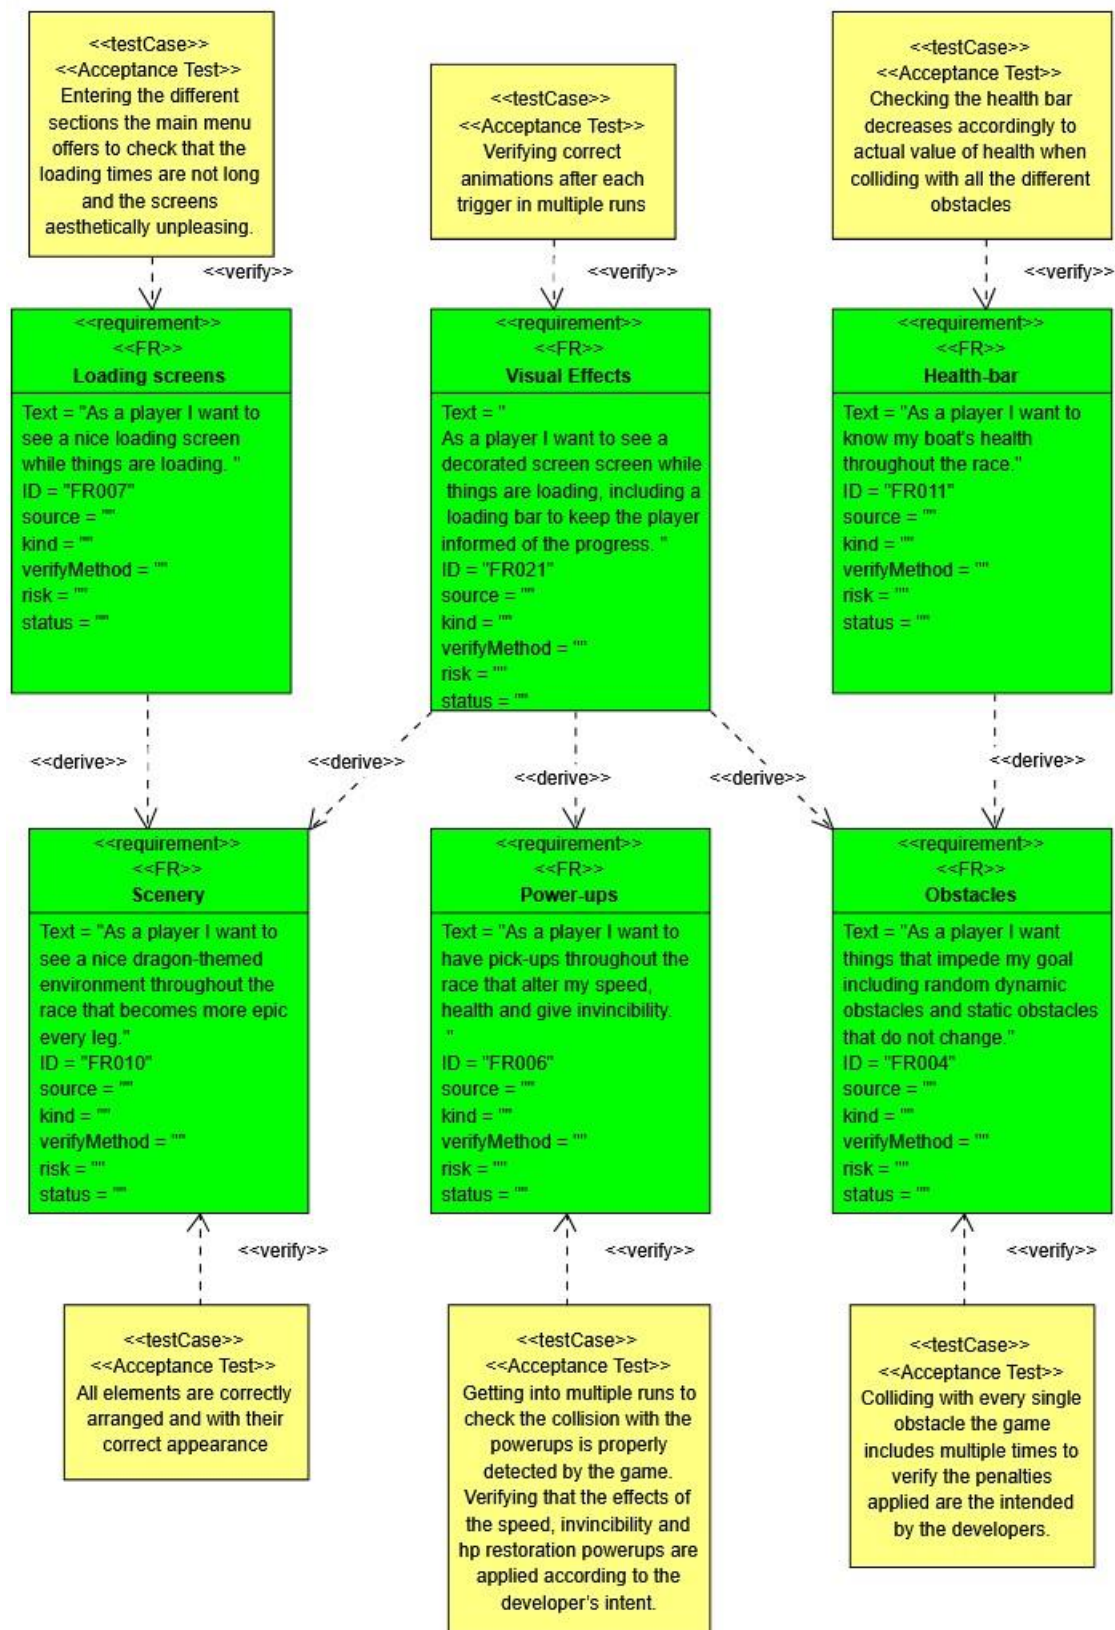 <<testCase>>
<<Acceptance Test>>
Entering the different
sections the main menu
offers to check that the
loading times are not long
and the screens
aesthetically unpleasing.
<<testCase>>
<<Acceptance Test>>
Verifying correct
animations after each
trigger in multiple runs
<<testCase>>
<<Acceptance Test>>
Checking the health bar
decreases accordingly to
actual value of health when
colliding with all the different
obstacles
<<verify>>
<<verify>>
<<verify>>
<<requirement>>
<<FR>>
Loading screens
Text = "As a player I want to
see a nice loading screen
while things are loading. "
ID = "FR007"
source = ""
kind = ""
verifyMethod = ""
risk = ""
status = ""
<<requirement>>
<<FR>>
Visual Effects
Text = "
As a player I want to see a
decorated screen screen while
things are loading, including a
loading bar to keep the player
informed of the progress. "
ID = "FR021"
source = ""
kind = ""
verifyMethod = ""
risk = ""
status = ""
<<requirement>>
<<FR>>
Health-bar
Text = "As a player I want to
know my boat's health
throughout the race."
ID = "FR011"
source = ""
kind = ""
verifyMethod = ""
risk = ""
status = ""
<<derive>>
<<derive>>
<<derive>>
<<derive>>
<<derive>>
<<requirement>>
<<FR>>
Scenery
Text = "As a player I want to
see a nice dragon-themed
environment throughout the
race that becomes more epic
every leg."
ID = "FR010"
source = ""
kind = ""
verifyMethod = ""
risk = ""
status = ""
<<requirement>>
<<FR>>
Power-ups
Text = "As a player I want to
have pick-ups throughout the
race that alter my speed,
health and give invincibility.
"
ID = "FR006"
source = ""
kind = ""
verifyMethod = ""
risk = ""
status = ""
<<requirement>>
<<FR>>
Obstacles
Text = "As a player I want
things that impede my goal
including random dynamic
obstacles and static obstacles
that do not change."
ID = "FR004"
source = ""
kind = ""
verifyMethod = ""
risk = ""
status = ""
<<verify>>
<<verify>>
<<verify>>
<<testCase>>
<<Acceptance Test>>
All elements are correctly
arranged and with their
correct appearance
<<testCase>>
<<Acceptance Test>>
Getting into multiple runs to
check the collision with the
powerups is properly
detected by the game.
Verifying that the effects of
the speed, invincibility and
hp restoration powerups are
applied according to the
developer's intent.
<<testCase>>
<<Acceptance Test>>
Colliding with every single
obstacle the game
includes multiple times to
verify the penalties
applied are the intended
by the developers.